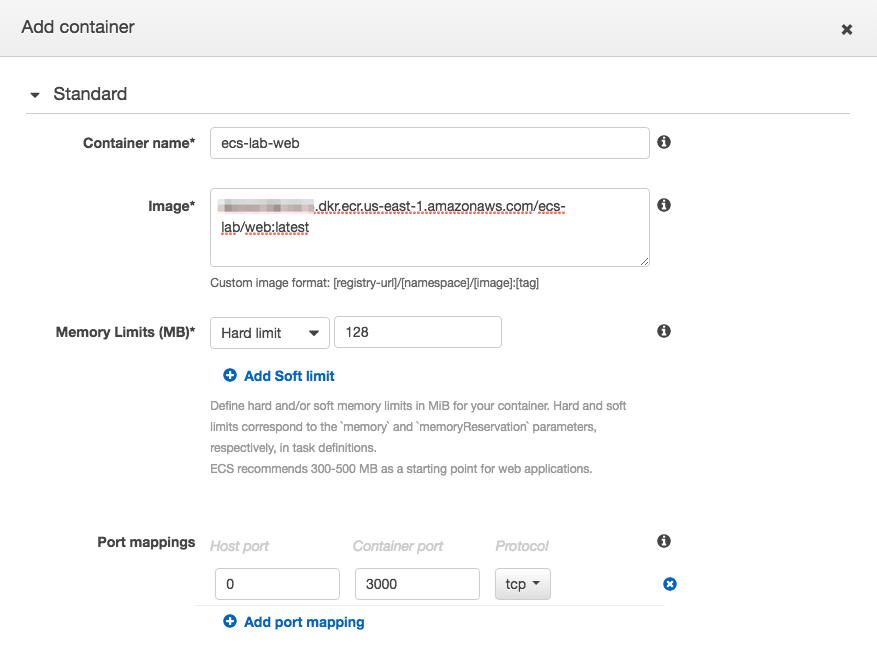 Add container
Standard
Container name*
ecs-lab-web
Image*
.dkr.ecr.us-east-1.amazonaws.com/ecs-
lab/web:latest
Custom image format: [registry-url]/[namespace]/[image]:[tag]
Memory Limits (MB)*
Hard limit
128
Add Soft limit
Define hard and/or soft memory limits in MiB for your container. Hard and soft
limits correspond to the `memory` and `memoryReservation` parameters,
respectively, in task definitions.
ECS recommends 300-500 MB as a starting point for web applications.
Port mappings
Host port Container port Protocol
0 3000 tcp
Add port mapping